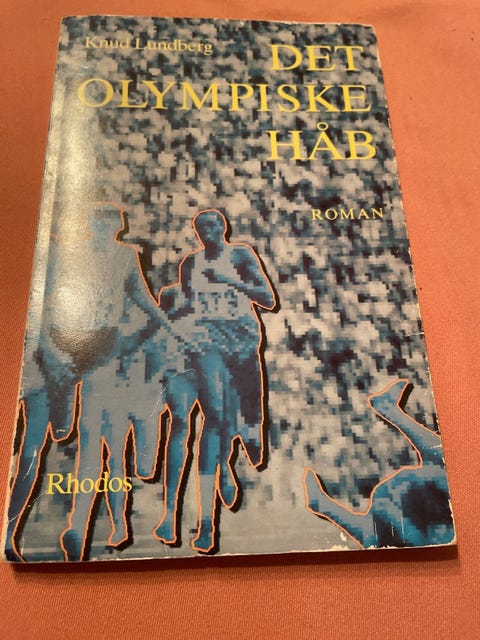 Knud Lundberg
DET
OLYMPISKE
HÅB
ROMAN
Rhodos